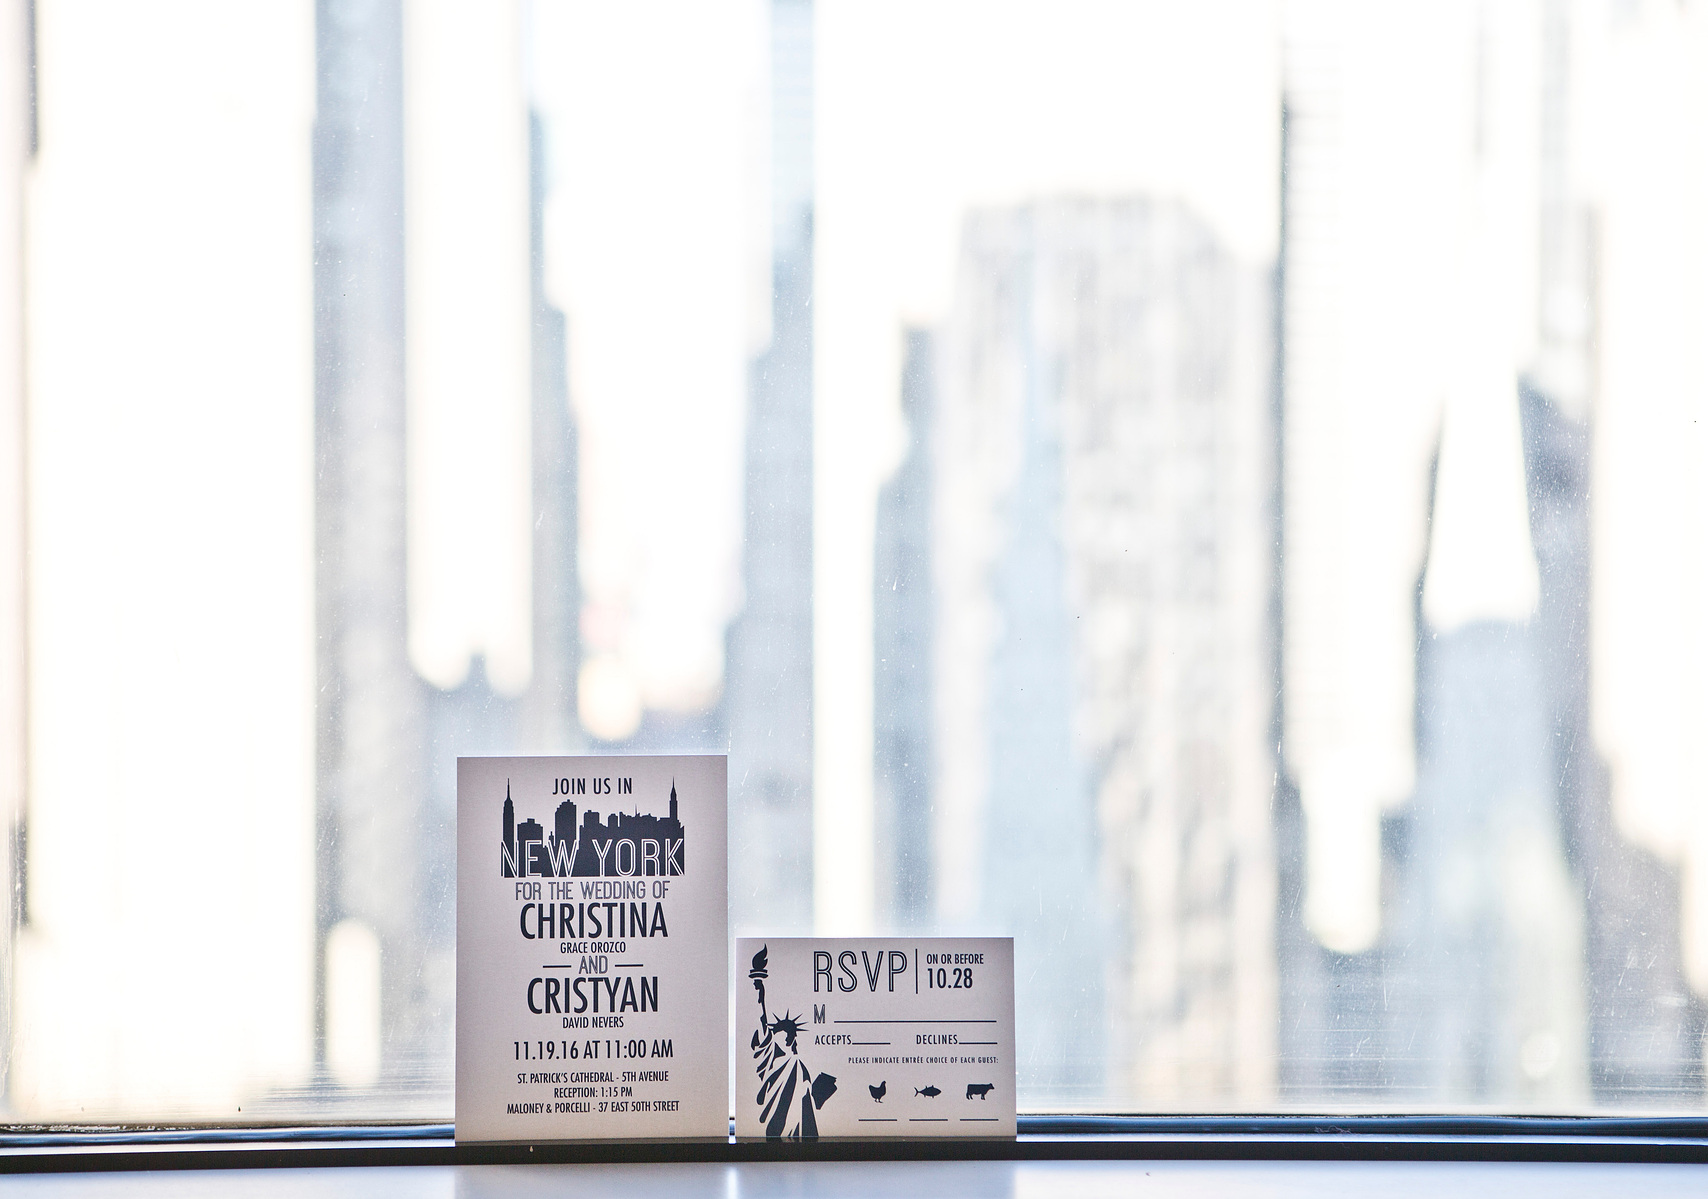 JOIN US IN
NEW YORK
FOR THE WEDDING OF
CHRISTINA
GRACE OROZCO
AND
CRISTYAN
DAVID NEVERS
11.19.16 AT 11:00 AM
ST. PATRICK'S CATHEDRAL - 5TH AVENUE
RECEPTION: 1:15 PM
MALONEY & PORCELLI - 37 EAST 50TH STREET
RSVP
ON OR BEFORE
10.28
M
ACCEPTS DECLINES
PLEASE INDICATE ENTRÉE CHOICE OF EACH GUEST: